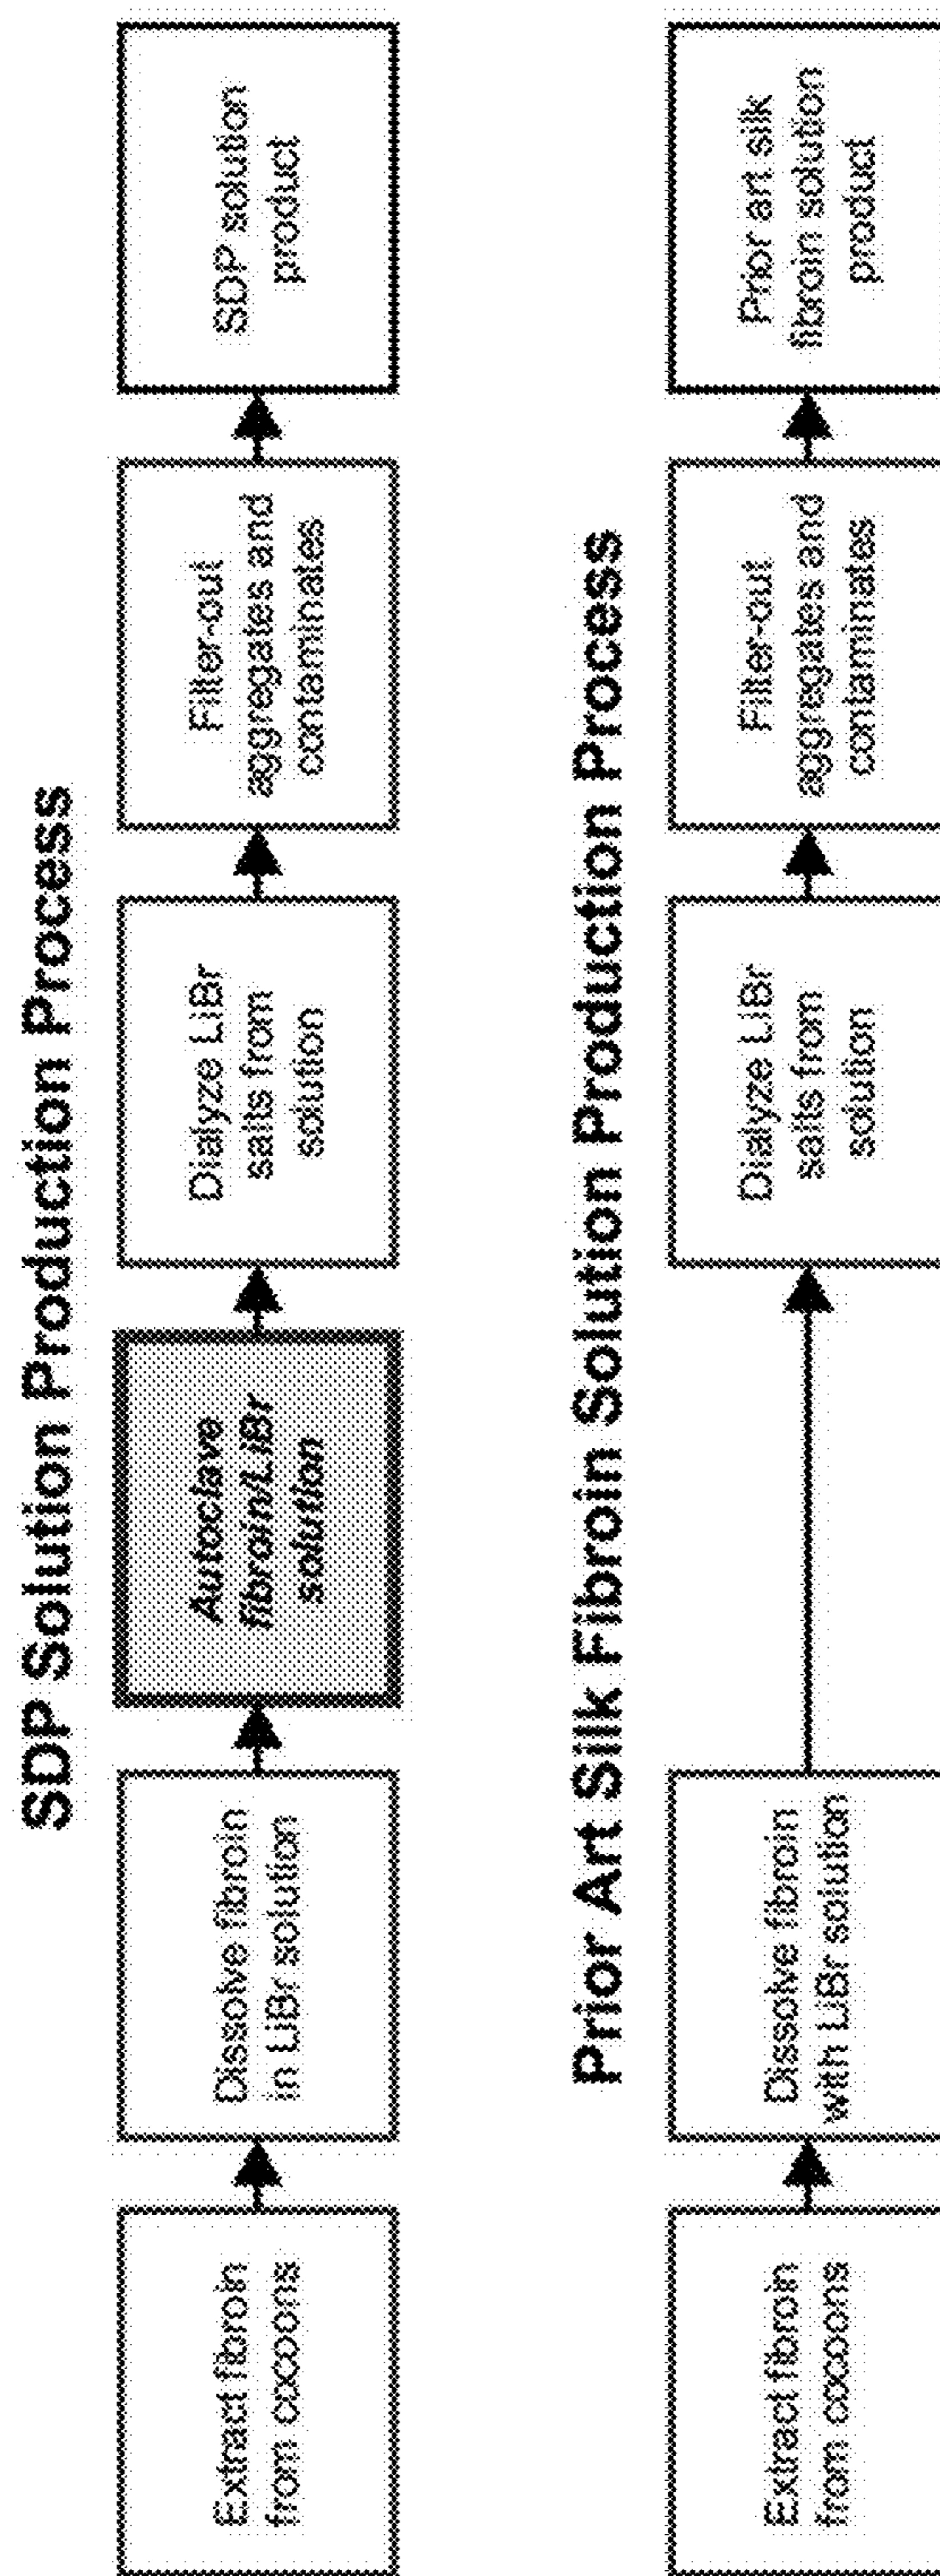 SDP Solution Production Process
Extract fibroin
from cocoons
Dissolve fibroin
in LiBr solution
Autoclave
fibroin/LiBr
solution
Dialyze LiBr
salts from
solution
Filter-out
aggregates and
contaminates
SDP solution
product
Prior Art Silk Fibroin Solution Production Process
Extract fibroin
from cocoons
Dissolve fibroin
with LiBr solution
Dialyze LiBr
salts from
solution
Filter-out
aggregates and
contaminates
Prior art silk
fibroin solution
product